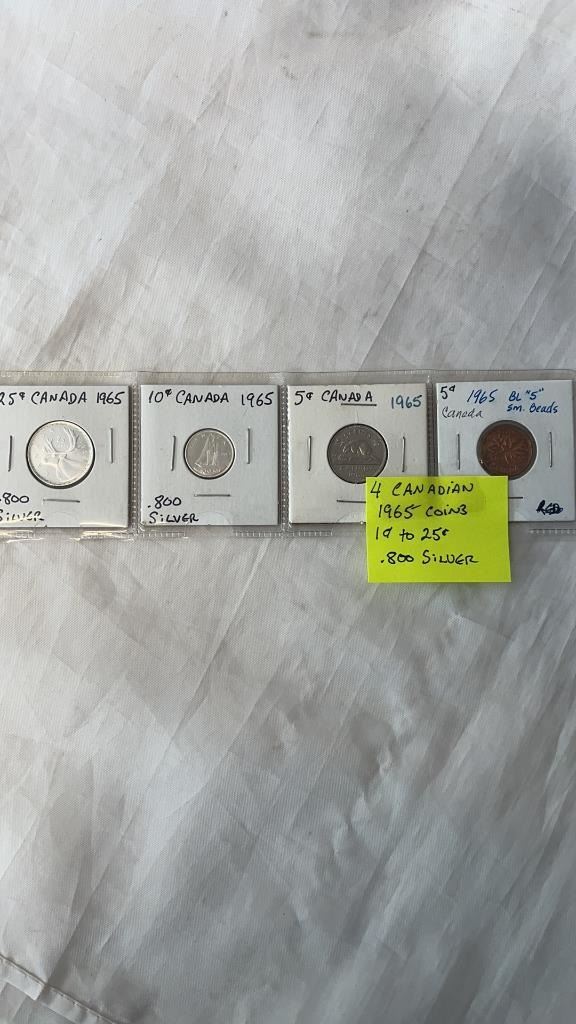 25¢ CANADA 1965
.800
SILVER
10¢ CANADA 1965
.800
SILVER
5¢ CANADA 1965
5¢ 1965 BL "5"
Canada sm. Beads
RED
4 CANADIAN
1965 COINS
1¢ to 25¢
.800 SILVER